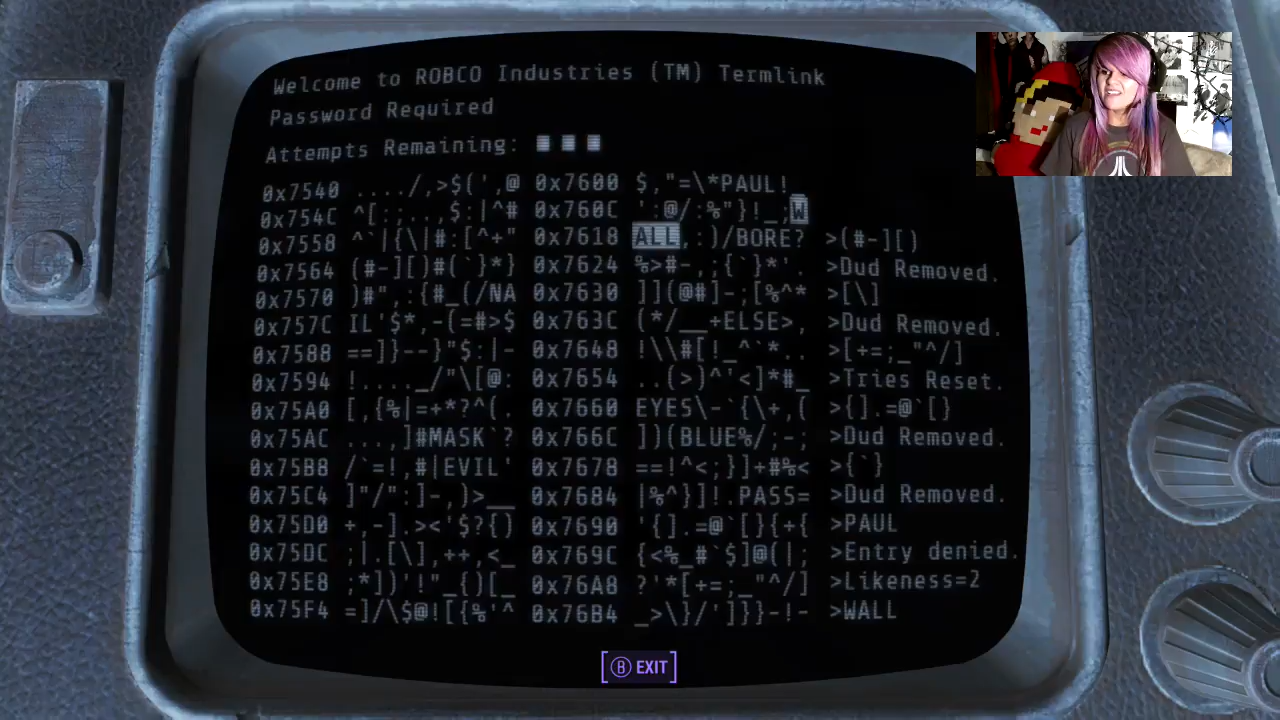 Welcome to ROBCO Industries (TM) Termlink
Password Required
Attempts Remaining: ■ ■ ■
0x7540 ..../,>$(',@ 0x7600 $,"=\*PAUL!
0x754C ^[:;..,$:|^# 0x760C ':@/:%"}!_;W
0x7558 ^`|{\|#:[^+" 0x7618 ALL,:)/BORE? >(#-][)
0x7564 (#-][)#(`}*} 0x7624 %>#-,;{`}*'. >Dud Removed.
0x7570 )#",:{#_(/NA 0x7630 ]](@#]-;[%^* >[\]
0x757C IL'$*,-(=#>$ 0x763C (*/__+ELSE>, >Dud Removed.
0x7588 ==]}--}"$:|- 0x7648 !\\#[!_^`*.. >[+=;_"^/]
0x7594 !...._/"\[@: 0x7654 ..(>)^'<]*#_ >Tries Reset.
0x75A0 [,{%|=+*?^(. 0x7660 EYES\-`{\+,( >{].=@`[}
0x75AC ...,]#MASK`? 0x766C ])(BLUE%/;-; >Dud Removed.
0x75B8 /`=!,#|EVIL' 0x7678 ==!^<;}]+#%< >{`}
0x75C4 ]"/":]-,)>__ 0x7684 |%^}]!.PASS= >Dud Removed.
0x75D0 +,-].><'$?{) 0x7690 '{].=@`[}{+{ >PAUL
0x75DC ;|.[\],++,<_ 0x769C {<%_#`$]@(|; >Entry denied.
0x75E8 ;*])'!"_{)[_ 0x76A8 ?'*[+=;_"^/] >Likeness=2
0x75F4 =]/\$@![{%'^ 0x76B4 _>\}/']}}-!- >WALL
B EXIT